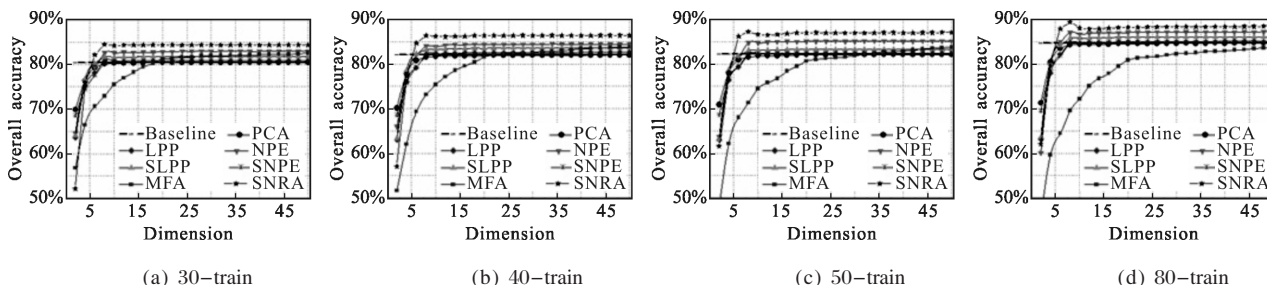 90%
80%
70%
60%
50%
Overall accuracy
Baseline
LPP
SLPP
MFA
PCA
NPE
SNPE
SNRA
5 15 25 35 45
Dimension
(a) 30-train
90%
80%
70%
60%
50%
Overall accuracy
Baseline
LPP
SLPP
MFA
PCA
NPE
SNPE
SNRA
5 15 25 35 45
Dimension
(b) 40-train
90%
80%
70%
60%
50%
Overall accuracy
Baseline
LPP
SLPP
MFA
PCA
NPE
SNPE
SNRA
5 15 25 35 45
Dimension
(c) 50-train
90%
80%
70%
60%
50%
Overall accuracy
Baseline
LPP
SLPP
MFA
PCA
NPE
SNPE
SNRA
5 15 25 35 45
Dimension
(d) 80-train